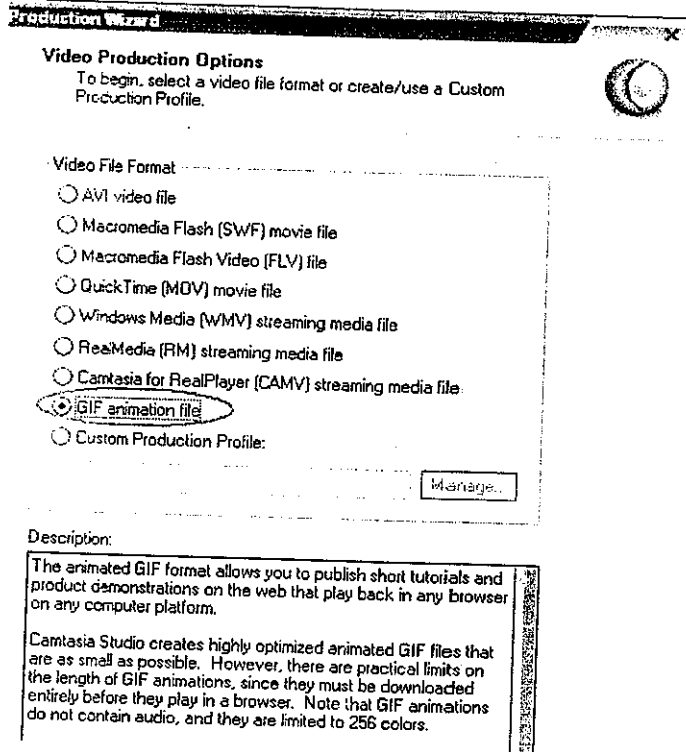 Production Wizard
Video Production Options
To begin, select a video file format or create/use a Custom
Production Profile.
Video File Format
AVI video file
Macromedia Flash (SWF) movie file
Macromedia Flash Video (FLV) file
QuickTime (MOV) movie file
Windows Media (WMV) streaming media file
RealMedia (RM) streaming media file
Camtasia for RealPlayer (CAMV) streaming media file
GIF animation file
Custom Production Profile:
Manage...
Description:
The animated GIF format allows you to publish short tutorials and
product demonstrations on the web that play back in any browser
on any computer platform.
Camtasia Studio creates highly optimized animated GIF files that
are as small as possible. However, there are practical limits on
the length of GIF animations, since they must be downloaded
entirely before they play in a browser. Note that GIF animations
do not contain audio, and they are limited to 256 colors.